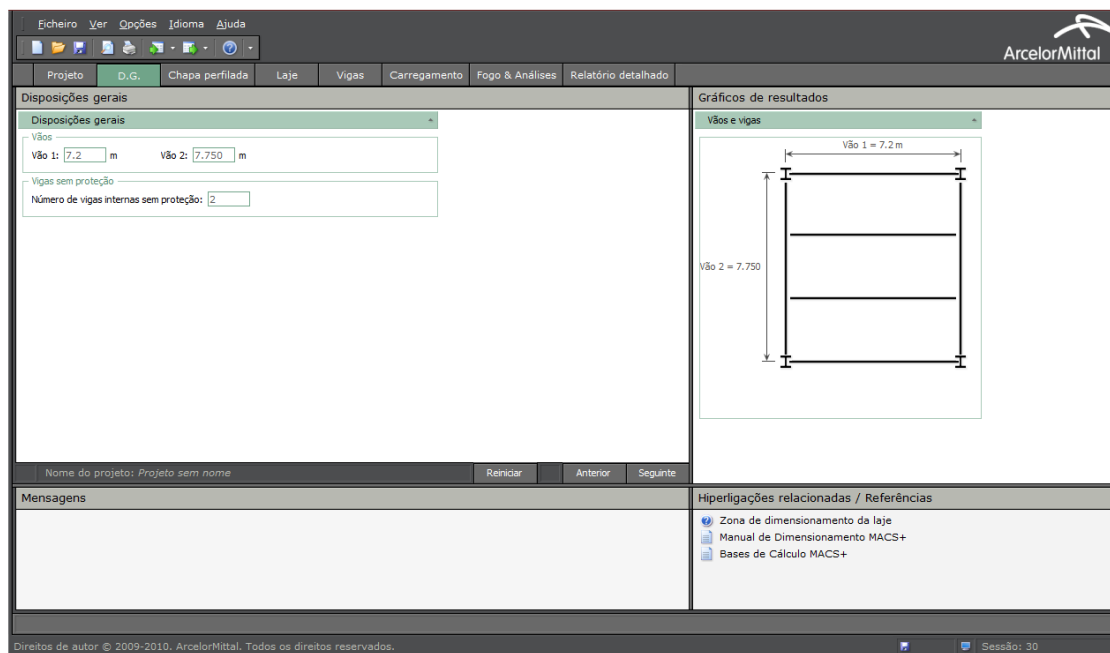 Ficheiro Ver Opções Idioma Ajuda
ArcelorMittal
Projeto D.G. Chapa perfilada Laje Vigas Carregamento Fogo & Análises Relatório detalhado
Disposições gerais
Disposições gerais
Vãos
Vão 1: 7.2 m Vão 2: 7.750 m
Vigas sem proteção
Número de vigas internas sem proteção: 2
Gráficos de resultados
Vãos e vigas
Vão 1 = 7.2 m
Vão 2 = 7.750
Nome do projeto: Projeto sem nome
Reiniciar Anterior Seguinte
Mensagens
Hiperligações relacionadas / Referências
Zona de dimensionamento da laje
Manual de Dimensionamento MACS+
Bases de Cálculo MACS+
Direitos de autor © 2009-2010. ArcelorMittal. Todos os direitos reservados.
Sessão: 30